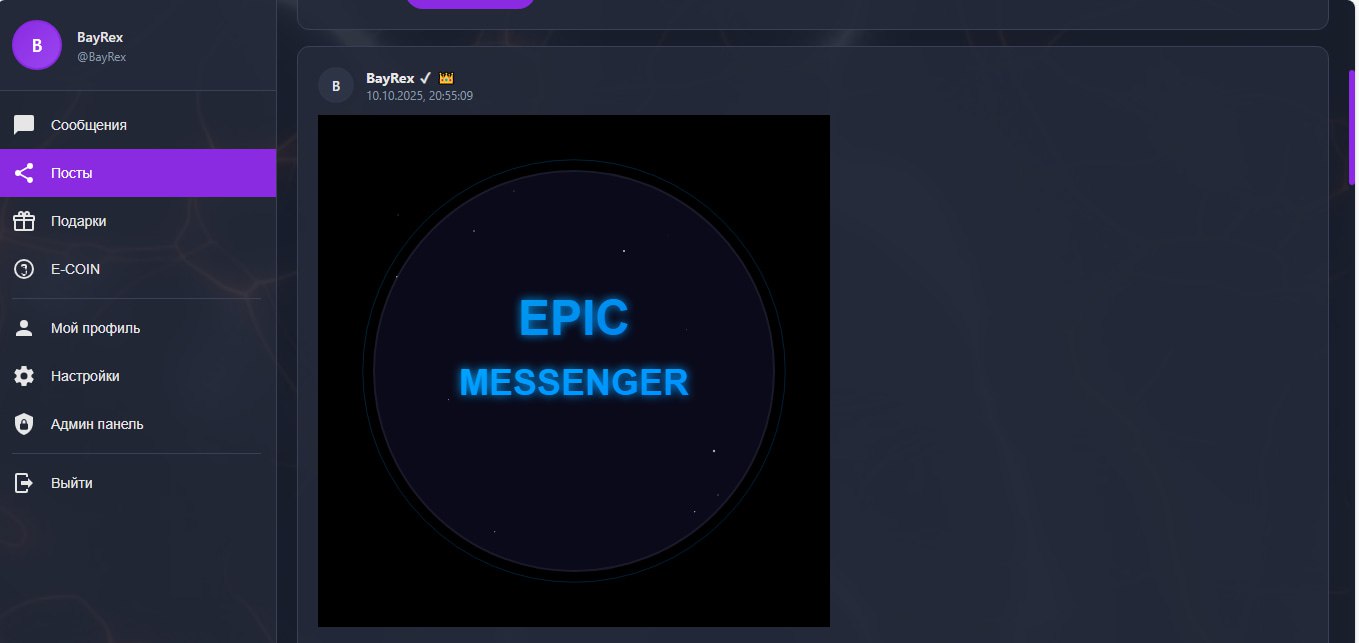 B
BayRex
@BayRex
Сообщения
Посты
Подарки
E-COIN
Мой профиль
Настройки
Админ панель
Выйти
B
BayRex ✓ 👑
10.10.2025, 20:55:09
EPIC
MESSENGER